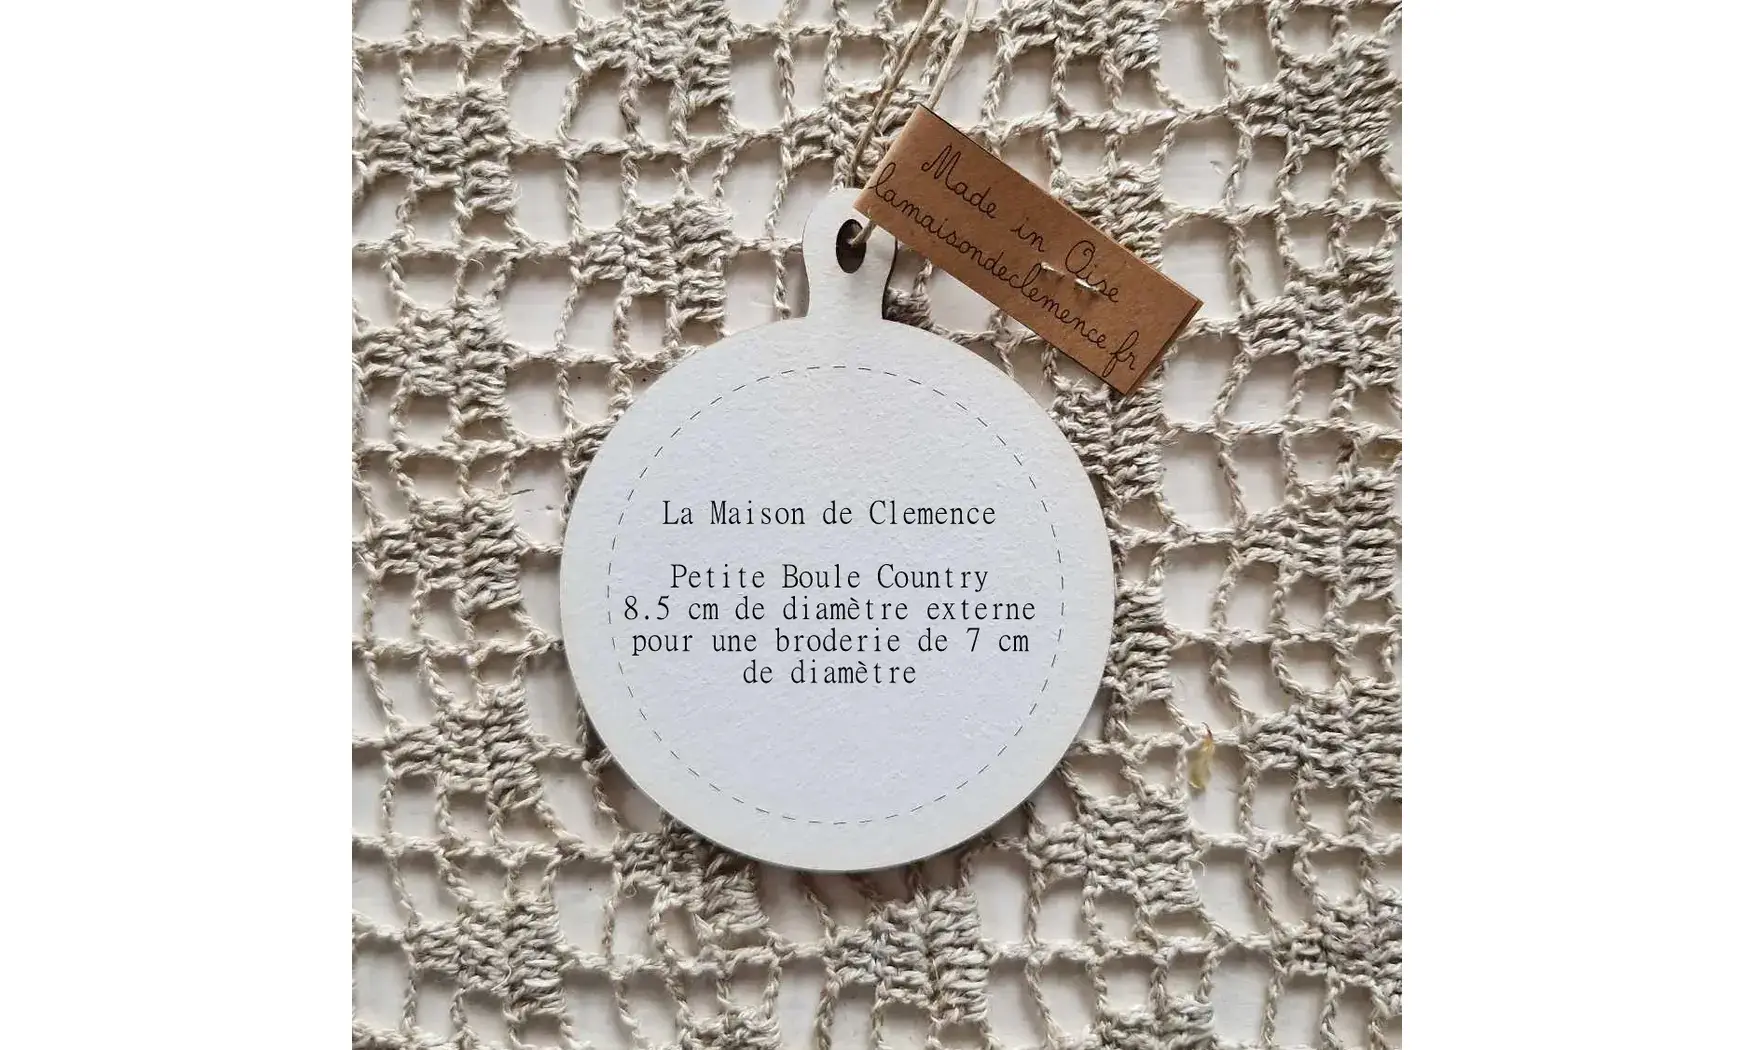 Made in Oise
lamaisondeclemence.fr
La Maison de Clemence
Petite Boule Country
8.5 cm de diamètre externe
pour une broderie de 7 cm
de diamètre